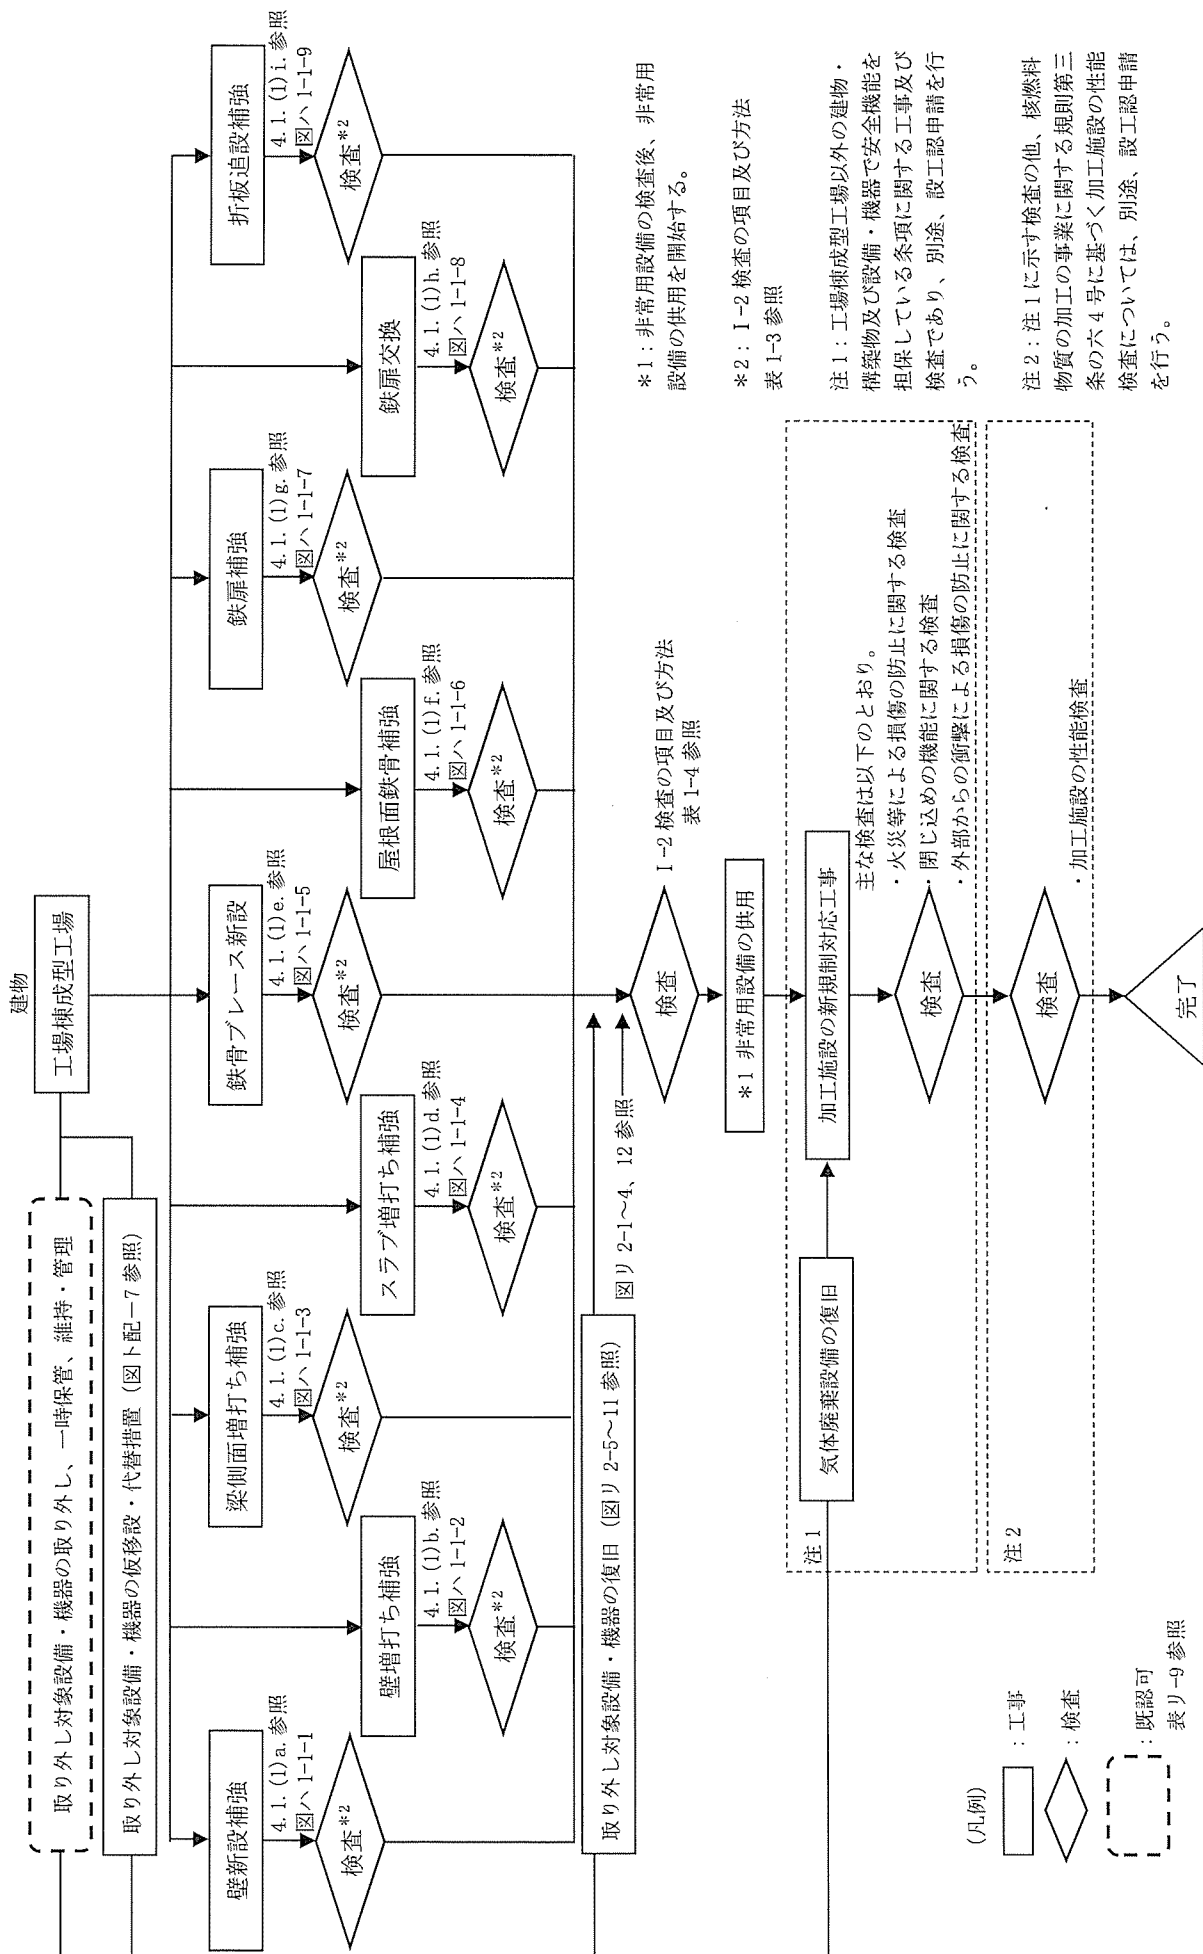 建物
工場棟成型工場
取り外し対象設備・機器の取り外し、一時保管、維持・管理
取り外し対象設備・機器の仮移設・代替措置（図ト配－7 参照）
壁新設補強
4.1.(1)a.参照
図ハ1-1-1
検査*2
壁増打ち補強
4.1.(1)b.参照
図ハ1-1-2
検査*2
梁側面増打ち補強
4.1.(1)c.参照
図ハ1-1-3
検査*2
スラブ増打ち補強
4.1.(1)d.参照
図ハ1-1-4
検査*2
鉄骨ブレース新設
4.1.(1)e.参照
図ハ1-1-5
検査*2
屋根面鉄骨補強
4.1.(1)f.参照
図ハ1-1-6
検査*2
鉄扉補強
4.1.(1)g.参照
図ハ1-1-7
検査*2
鉄扉交換
4.1.(1)h.参照
図ハ1-1-8
検査*2
折板追設補強
4.1.(1)i.参照
図ハ1-1-9
検査*2
取り外し対象設備・機器の復旧（図リ 2-5～11 参照）
図リ 2-1～4、12 参照
検査
I-2 検査の項目及び方法
表 1-4 参照
*1 非常用設備の供用
注1
気体廃棄設備の復旧
加工施設の新規制対応工事
主な検査は以下のとおり。
・火災等による損傷の防止に関する検査
・閉じ込めの機能に関する検査
・外部からの衝撃による損傷の防止に関する検査
検査
注2
検査
・加工施設の性能検査
完了
*1：非常用設備の検査後、非常用
設備の供用を開始する。
*2：I-2 検査の項目及び方法
表 1-3 参照
注1：工場棟成型工場以外の建物・
構築物及び設備・機器で安全機能を
担保している条項に関する工事及び
検査であり、別途、設工認申請を行
う。
注2：注1に示す検査の他、核燃料
物質の加工の事業に関する規則第三
条の六4号に基づく加工施設の性能
検査については、別途、設工認申請
を行う。
(凡例)
：工事
：検査
：既認可
表リ-9 参照